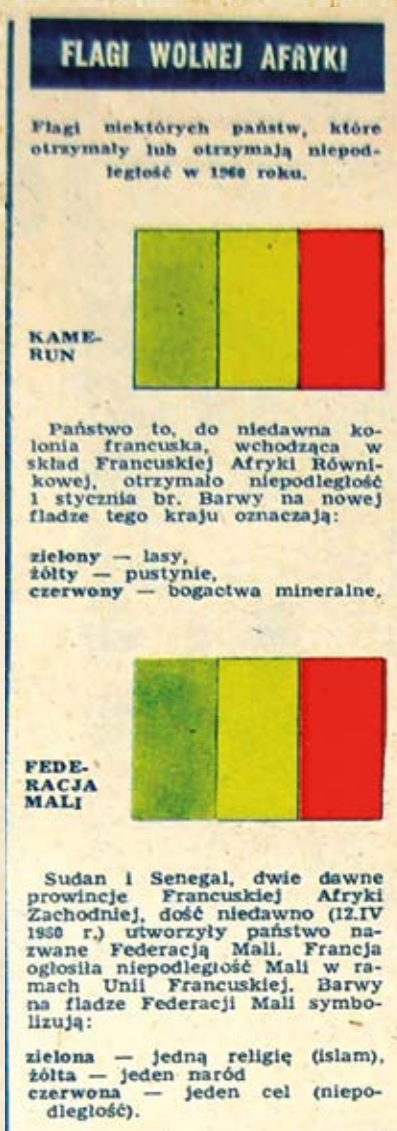 FLAGI WOLNEJ AFRYKI
Flagi niektórych państw, które
otrzymały lub otrzymają niepod-
ległość w 1960 roku.
KAME-
RUN
Państwo to, do niedawna ko-
lonia francuska, wchodząca w
skład Francuskiej Afryki Równi-
kowej, otrzymało niepodległość
1 stycznia br. Barwy na nowej
fladze tego kraju oznaczają:
zielony — lasy,
żółty — pustynie,
czerwony — bogactwa mineralne.
FEDE-
RACJA
MALI
Sudan i Senegal, dwie dawne
prowincje Francuskiej Afryki
Zachodniej, dość niedawno (12.IV
1960 r.) utworzyły państwo na-
zwane Federacją Mali. Francja
ogłosiła niepodległość Mali w ra-
mach Unii Francuskiej. Barwy
na fladze Federacji Mali symbo-
lizują:
zielona — jedną religię (islam),
żółta — jeden naród
czerwona — jeden cel (niepo-
dległość).